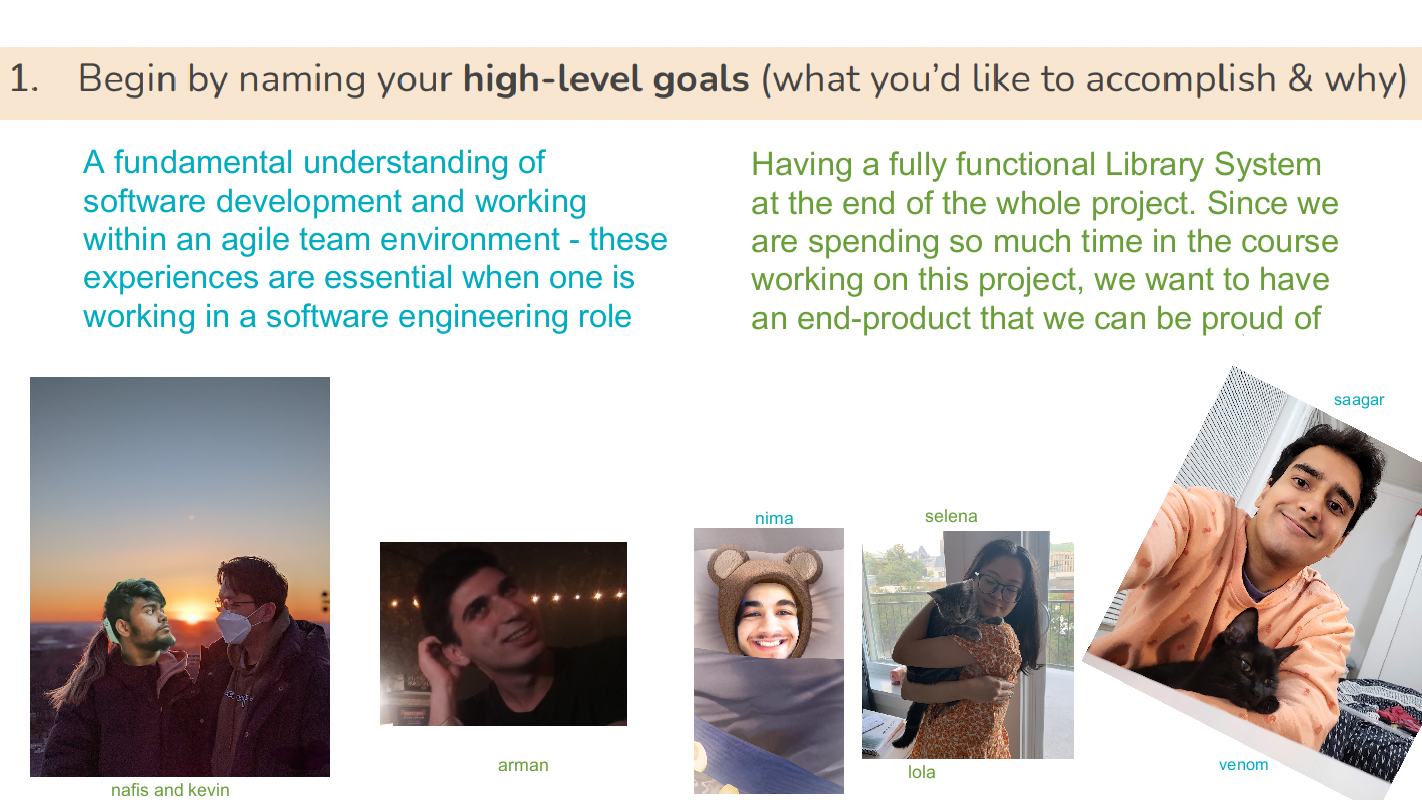 1. Begin by naming your high-level goals (what you'd like to accomplish & why)
A fundamental understanding of
software development and working
within an agile team environment - these
experiences are essential when one is
working in a software engineering role
Having a fully functional Library System
at the end of the whole project. Since we
are spending so much time in the course
working on this project, we want to have
an end-product that we can be proud of
saagar
nima
selena
arman
lola
venom
nafis and kevin